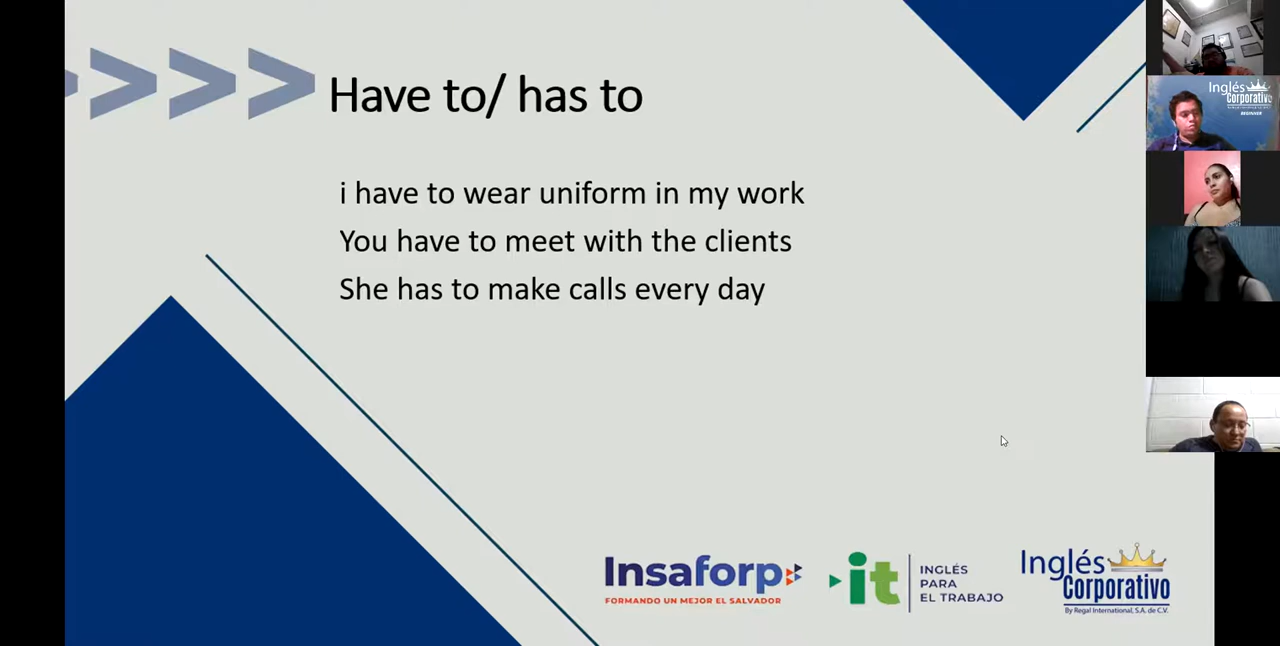 Have to/ has to
i have to wear uniform in my work
You have to meet with the clients
She has to make calls every day
Insaforp
FORMANDO UN MEJOR EL SALVADOR
it
INGLÉS
PARA
EL TRABAJO
Inglés
Corporativo
By Regal International, S.A. de C.V.
Inglés
Corporativo
BEGINNER